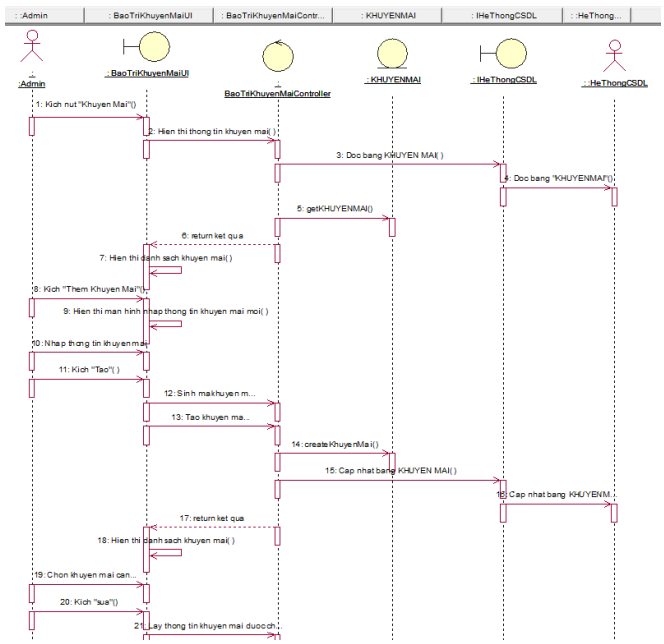 : :Admin
: BaoTriKhuyenMaiUI
: BaoTriKhuyenMaiContr...
: KHUYENMAI
: IHeThongCSDL
: :HeThong...
:
:Admin
: BaoTriKhuyenMaiUI
:
BaoTriKhuyenMaiController
: KHUYENMAI
: IHeThongCSDL
: :HeThongCSDL
1: Kich nut "Khuyen Mai"()
2: Hien thi thong tin khuyen mai( )
3: Doc bang KHUYEN MAI( )
4: Doc bang "KHUYENMAI"()
5: getKHUYENMAI()
6: return ket qua
7: Hien thi danh sach khuyen mai( )
8: Kich "Them Khuyen Mai"()
9: Hien thi man hinh nhap thong tin khuyen mai moi( )
10: Nhap thong tin khuyen mai
11: Kich "Tao"( )
12: Sinh ma khuyen m...
13: Tao khuyen ma...
14: createKhuyenMai()
15: Cap nhat bang KHUYEN MAI( )
16: Cap nhat bang KHUYENM...
17: return ket qua
18: Hien thi danh sach khuyen mai( )
19: Chon khuyen mai can...
20: Kich "sua"()
21: Lay thong tin khuyen mai duoc ch...